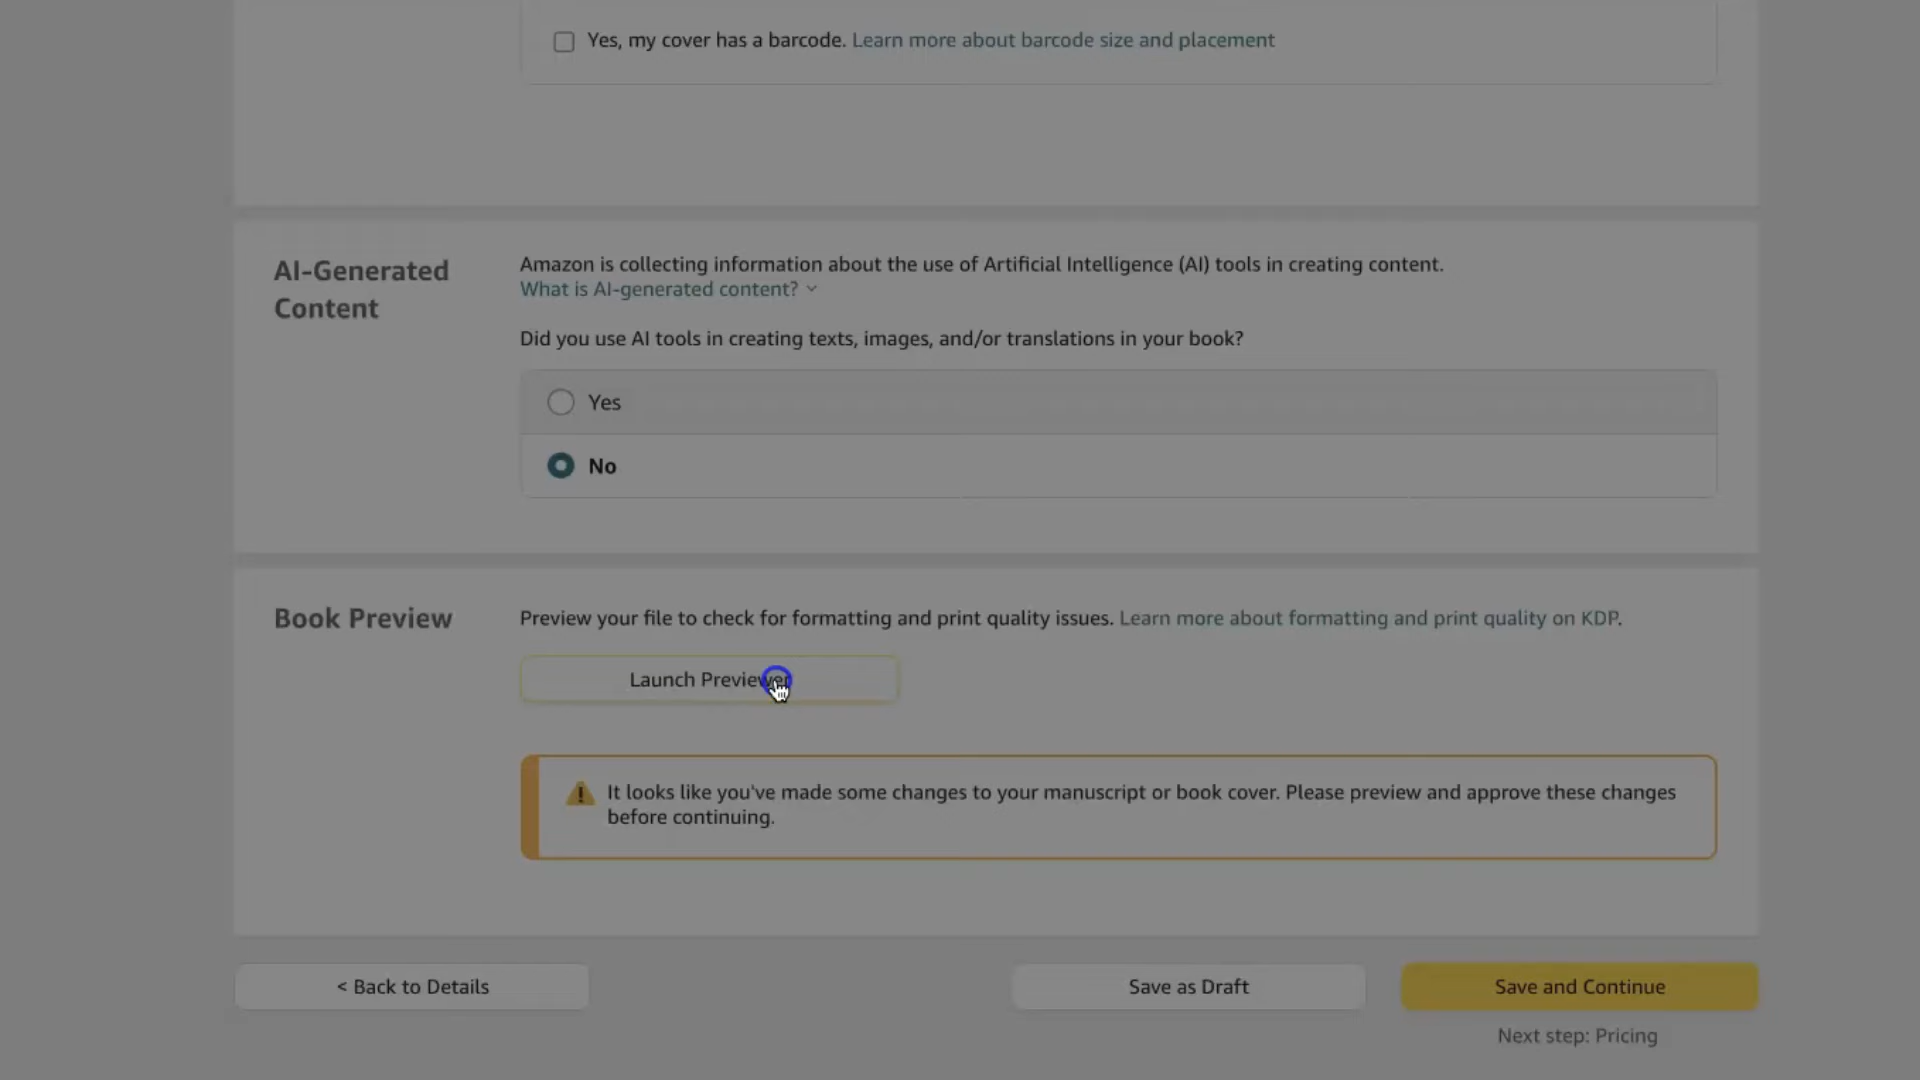 Yes, my cover has a barcode. Learn more about barcode size and placement
AI-Generated
Content
Amazon is collecting information about the use of Artificial Intelligence (AI) tools in creating content.
What is AI-generated content?
Did you use AI tools in creating texts, images, and/or translations in your book?
Yes
No
Book Preview
Preview your file to check for formatting and print quality issues. Learn more about formatting and print quality on KDP.
Launch Previewer
It looks like you've made some changes to your manuscript or book cover. Please preview and approve these changes
before continuing.
< Back to Details
Save as Draft
Save and Continue
Next step: Pricing